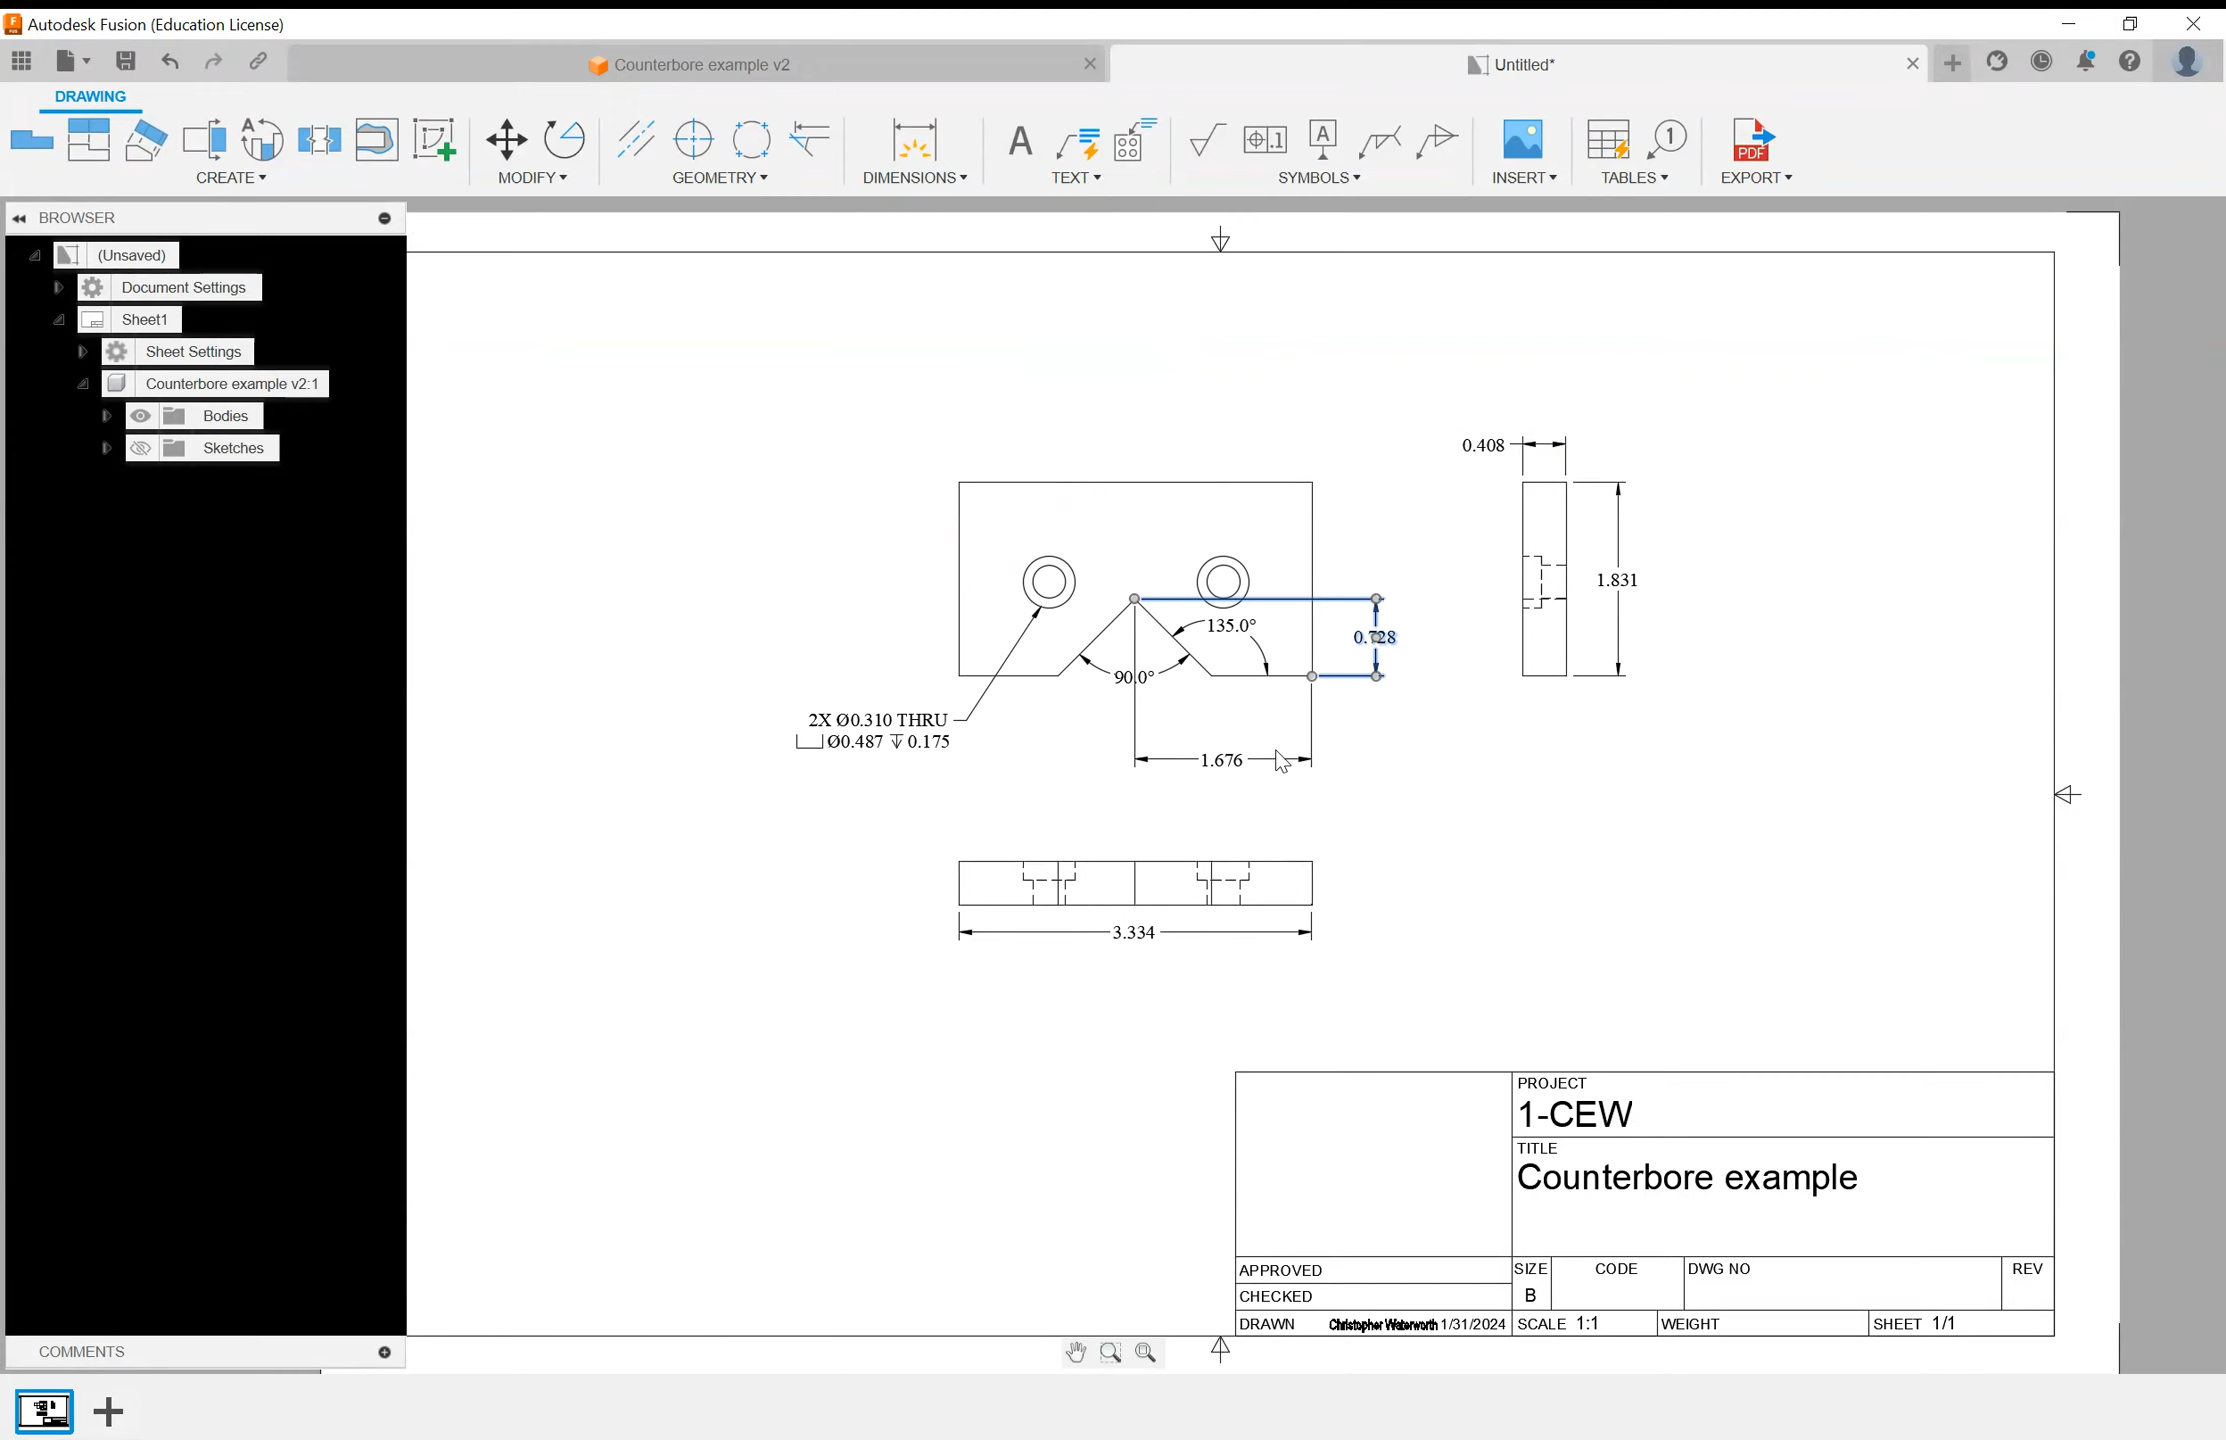 Autodesk Fusion (Education License)
Counterbore example v2
Untitled*
DRAWING
CREATE
MODIFY
GEOMETRY
DIMENSIONS
TEXT
SYMBOLS
INSERT
TABLES
EXPORT
BROWSER
(Unsaved)
Document Settings
Sheet1
Sheet Settings
Counterbore example v2:1
Bodies
Sketches
0.408
1.831
135.0°
0.728
90.0°
2X Ø0.310 THRU
⌴ Ø0.487 ↧ 0.175
1.676
3.334
PROJECT
1-CEW
TITLE
Counterbore example
APPROVED
CHECKED
DRAWN Christopher Waterworth 1/31/2024
SIZE
B
CODE
DWG NO
REV
SCALE 1:1
WEIGHT
SHEET 1/1
COMMENTS